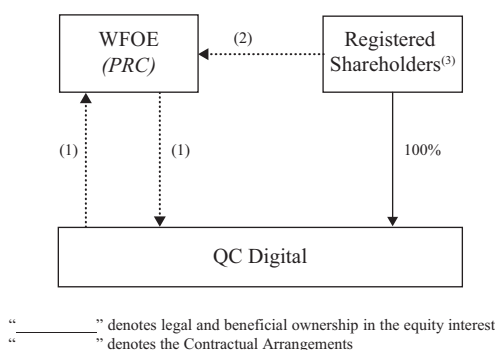 WFOE
(PRC)
(2)
Registered
Shareholders(3)
(1)
(1)
100%
QC Digital
“________” denotes legal and beneficial ownership in the equity interest
“ ” denotes the Contractual Arrangements